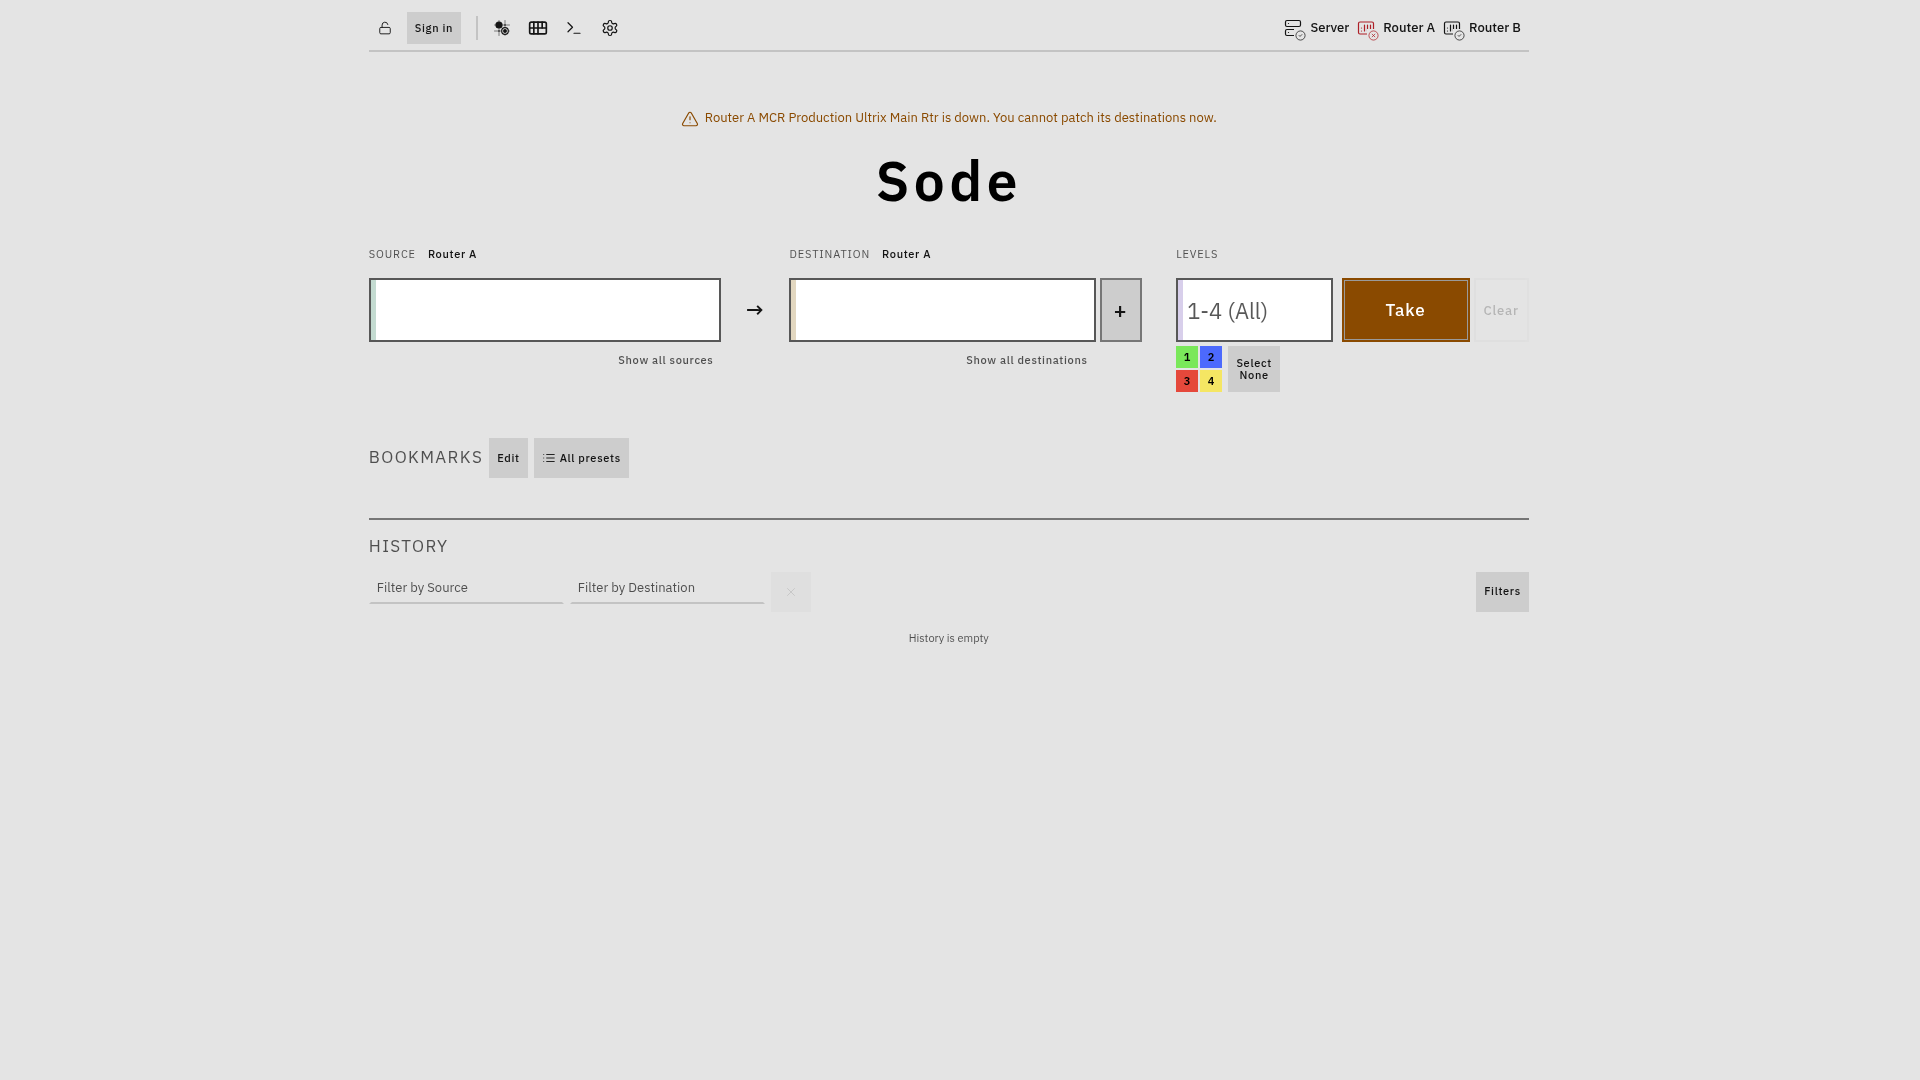 Sign in
Server
Router A
Router B
Router A MCR Production Ultrix Main Rtr is down. You cannot patch its destinations now.
Sode
SOURCE Router A
DESTINATION Router A
LEVELS
→
+
1-4 (All)
Take
Clear
Show all sources
Show all destinations
1 2
3 4
Select
None
BOOKMARKS
Edit
All presets
HISTORY
Filter by Source
Filter by Destination
Filters
History is empty